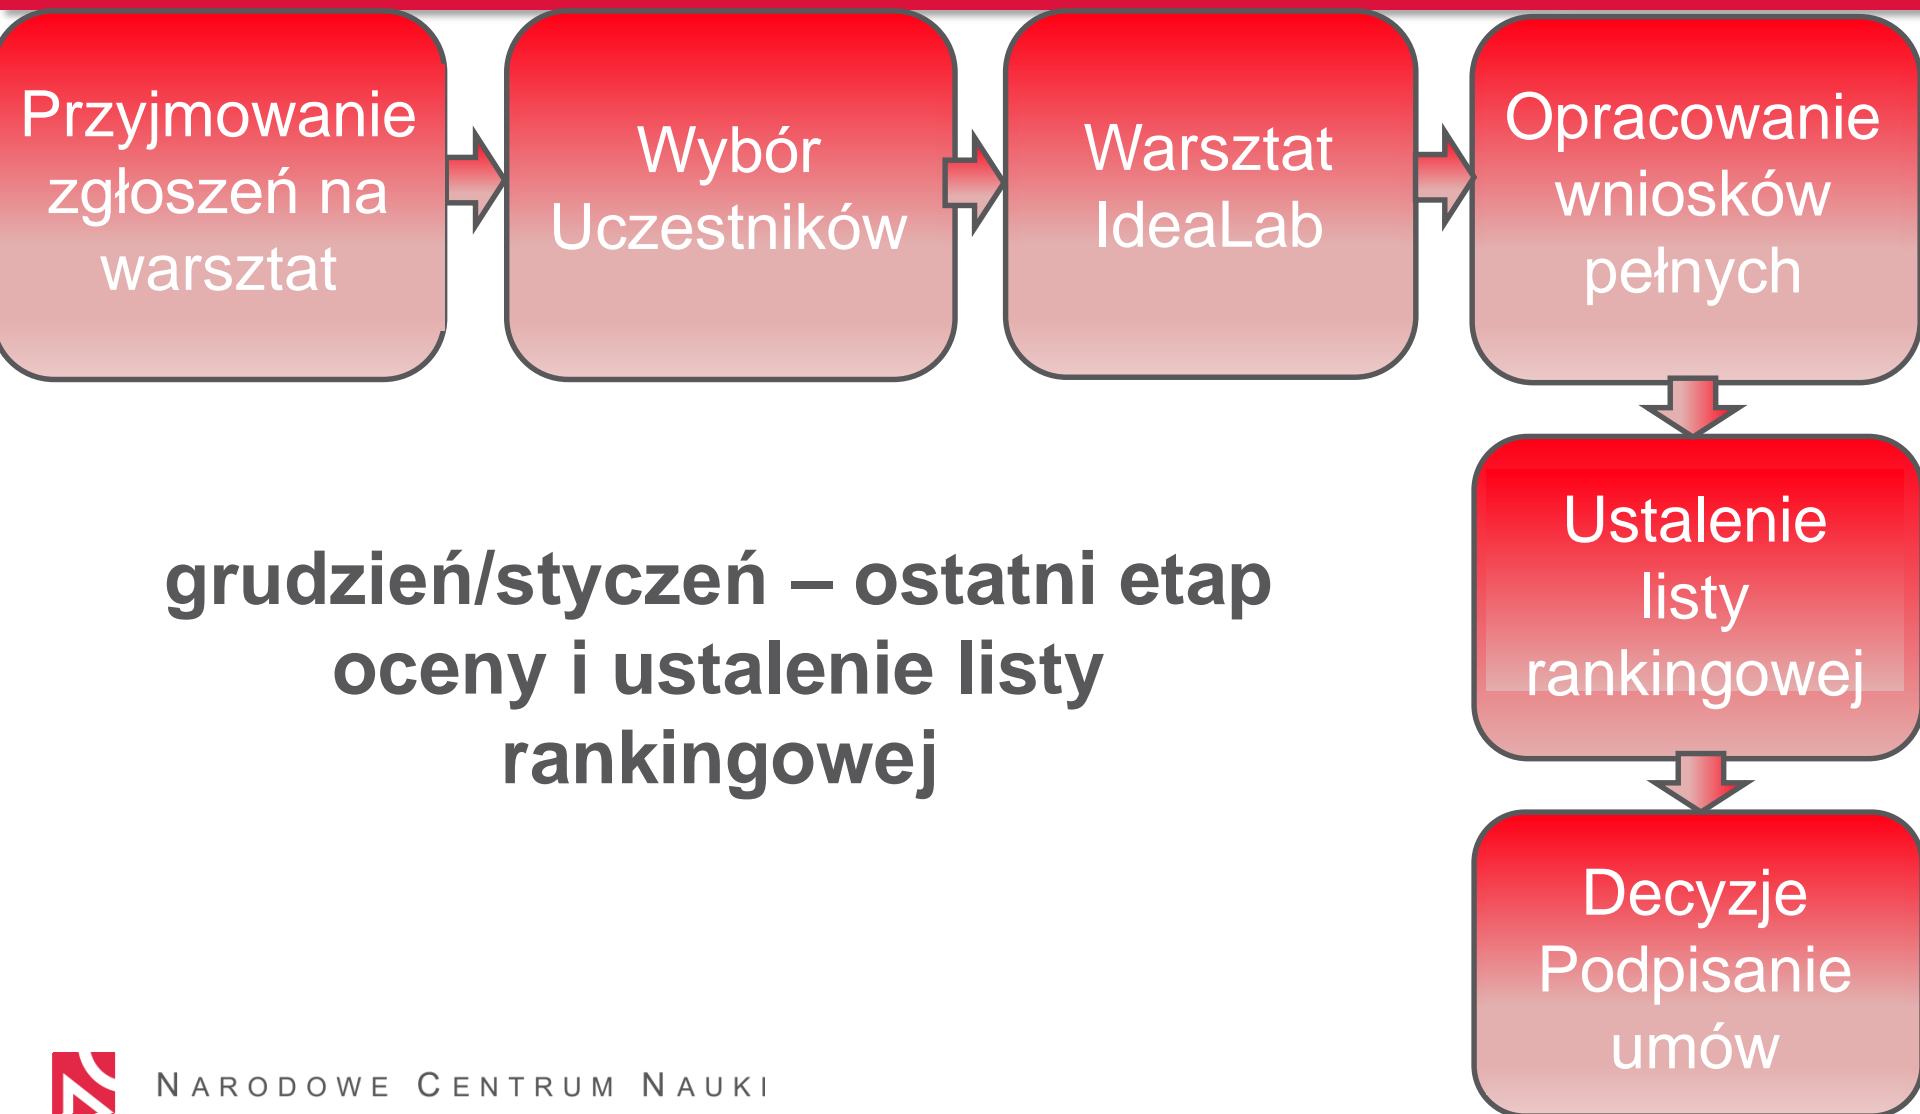 Przyjmowanie
zgłoszeń na
warsztat
Wybór
Uczestników
Warsztat
IdeaLab
Opracowanie
wniosków
pełnych
Ustalenie
listy
rankingowej
Decyzje
Podpisanie
umów
grudzień/styczeń – ostatni etap
oceny i ustalenie listy
rankingowej
NARODOWE CENTRUM NAUKI